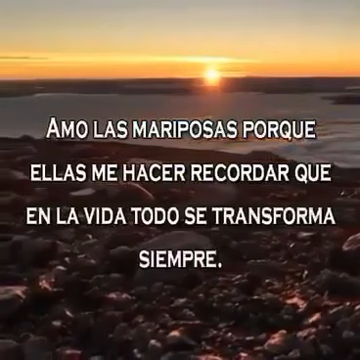 AMO LAS MARIPOSAS PORQUE
ELLAS ME HACER RECORDAR QUE
EN LA VIDA TODO SE TRANSFORMA
SIEMPRE.